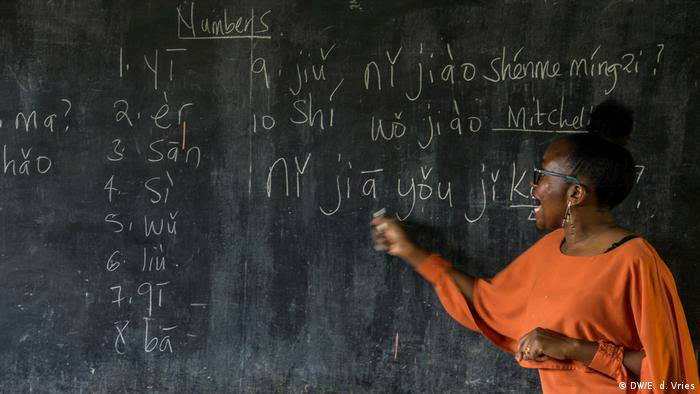 ma?
hǎo
Numbers.
1. yī
2. èr
3 sān
4. sì
5. wǔ
6. liù
7. qī
8 bā
9. jiǔ
10 shí
nǐ jiào shénme míngzi?
wǒ jiào Mitchel
nǐ jiā yǒu jǐ ?
© DW/E. d. Vries